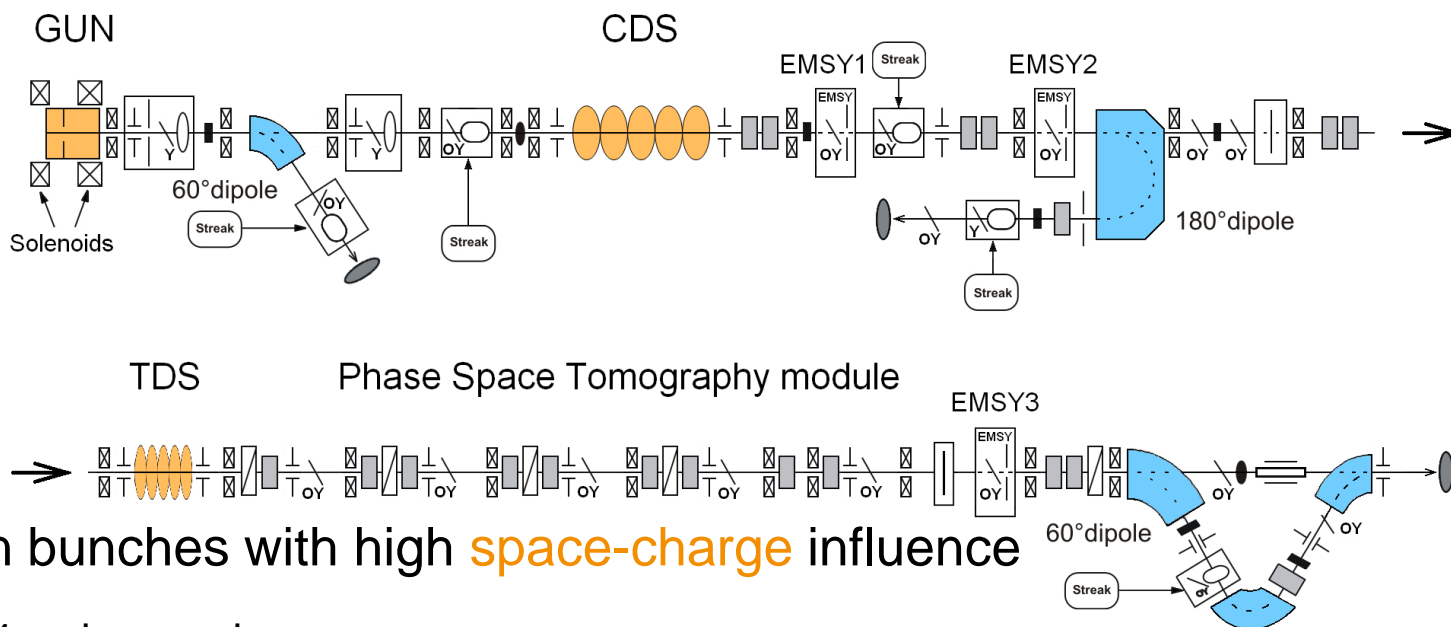 GUN
CDS
EMSY1
Streak
EMSY2
EMSY
EMSY
Y
Y
OY
OY
OY
OY
OY
60°dipole
OY
Streak
Streak
Solenoids
Y
OY
180°dipole
Streak
TDS
Phase Space Tomography module
EMSY3
EMSY
OY
OY
OY
OY
OY
OY
OY
OY
60°dipole
n bunches with high space-charge influence
Streak
OY